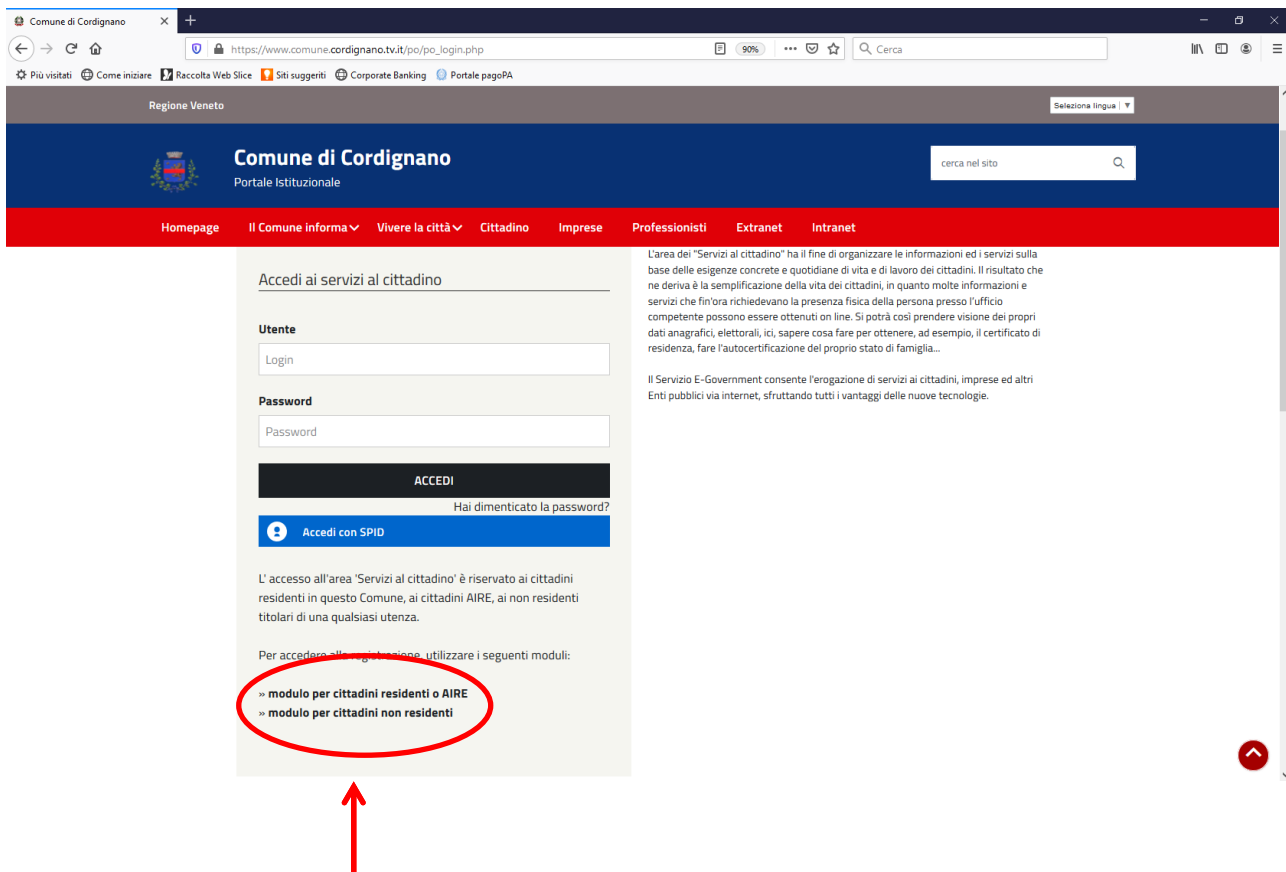 Comune di Cordignano
https://www.comune.cordignano.tv.it/po/po_login.php
90%
Cerca
Più visitati
Come iniziare
Raccolta Web Slice
Siti suggeriti
Corporate Banking
Portale pagoPA
Regione Veneto
Seleziona lingua
Comune di Cordignano
Portale Istituzionale
cerca nel sito
Homepage
Il Comune informa
Vivere la città
Cittadino
Imprese
Professionisti
Extranet
Intranet
Accedi ai servizi al cittadino
Utente
Login
Password
Password
ACCEDI
Hai dimenticato la password?
Accedi con SPID
L' accesso all'area 'Servizi al cittadino' è riservato ai cittadini
residenti in questo Comune, ai cittadini AIRE, ai non residenti
titolari di una qualsiasi utenza.
Per accedere alla registrazione, utilizzare i seguenti moduli:
» modulo per cittadini residenti o AIRE
» modulo per cittadini non residenti
L'area dei "Servizi al cittadino" ha il fine di organizzare le informazioni ed i servizi sulla
base delle esigenze concrete e quotidiane di vita e di lavoro dei cittadini. Il risultato che
ne deriva è la semplificazione della vita dei cittadini, in quanto molte informazioni e
servizi che fin'ora richiedevano la presenza fisica della persona presso l'ufficio
competente possono essere ottenuti on line. Si potrà così prendere visione dei propri
dati anagrafici, elettorali, ici, sapere cosa fare per ottenere, ad esempio, il certificato di
residenza, fare l'autocertificazione del proprio stato di famiglia...
Il Servizio E-Government consente l'erogazione di servizi ai cittadini, imprese ed altri
Enti pubblici via internet, sfruttando tutti i vantaggi delle nuove tecnologie.